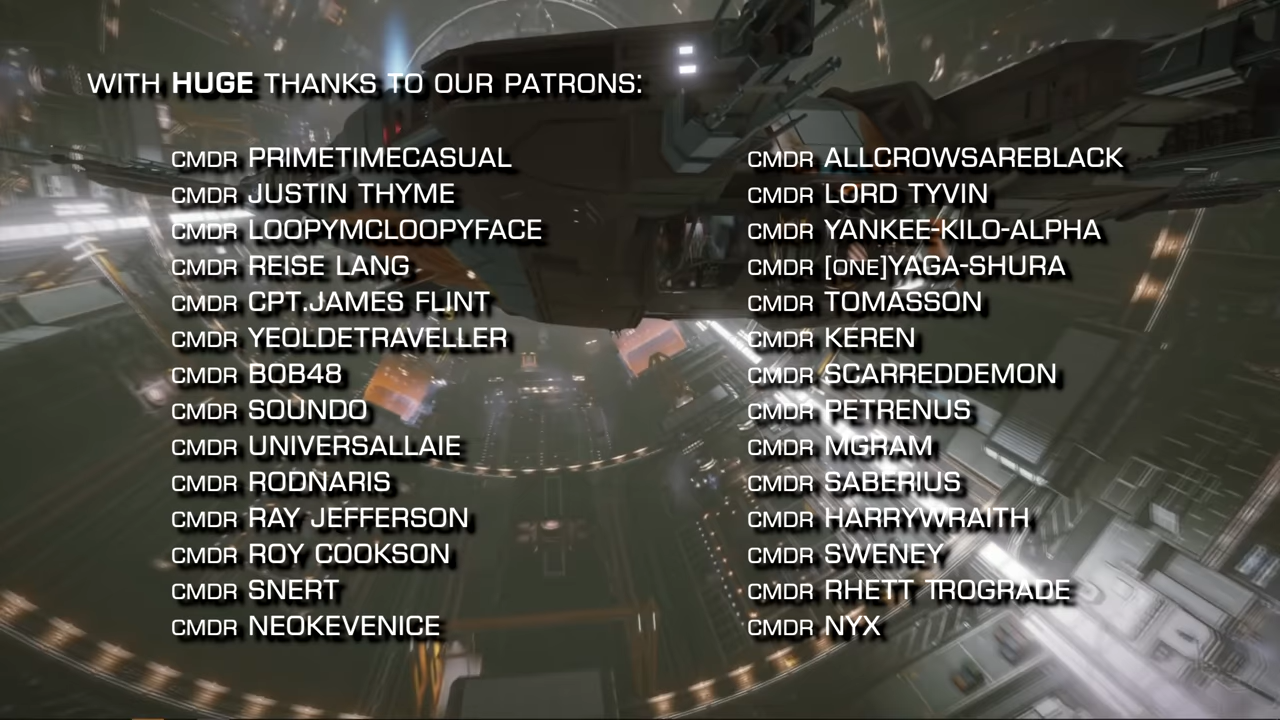 WITH HUGE THANKS TO OUR PATRONS:
CMDR PRIMETIMECASUAL
CMDR JUSTIN THYME
CMDR LOOPYMCLOOPYFACE
CMDR REISE LANG
CMDR CPT.JAMES FLINT
CMDR YEOLDETRAVELLER
CMDR BOB48
CMDR SOUNDO
CMDR UNIVERSALLAIE
CMDR RODNARIS
CMDR RAY JEFFERSON
CMDR ROY COOKSON
CMDR SNERT
CMDR NEOKEVENICE
CMDR ALLCROWSAREBLACK
CMDR LORD TYVIN
CMDR YANKEE-KILO-ALPHA
CMDR [ONE]YAGA-SHURA
CMDR TOMASSON
CMDR KEREN
CMDR SCARREDDEMON
CMDR PETRENUS
CMDR MGRAM
CMDR SABERIUS
CMDR HARRYWRAITH
CMDR SWENEY
CMDR RHETT TROGRADE
CMDR NYX